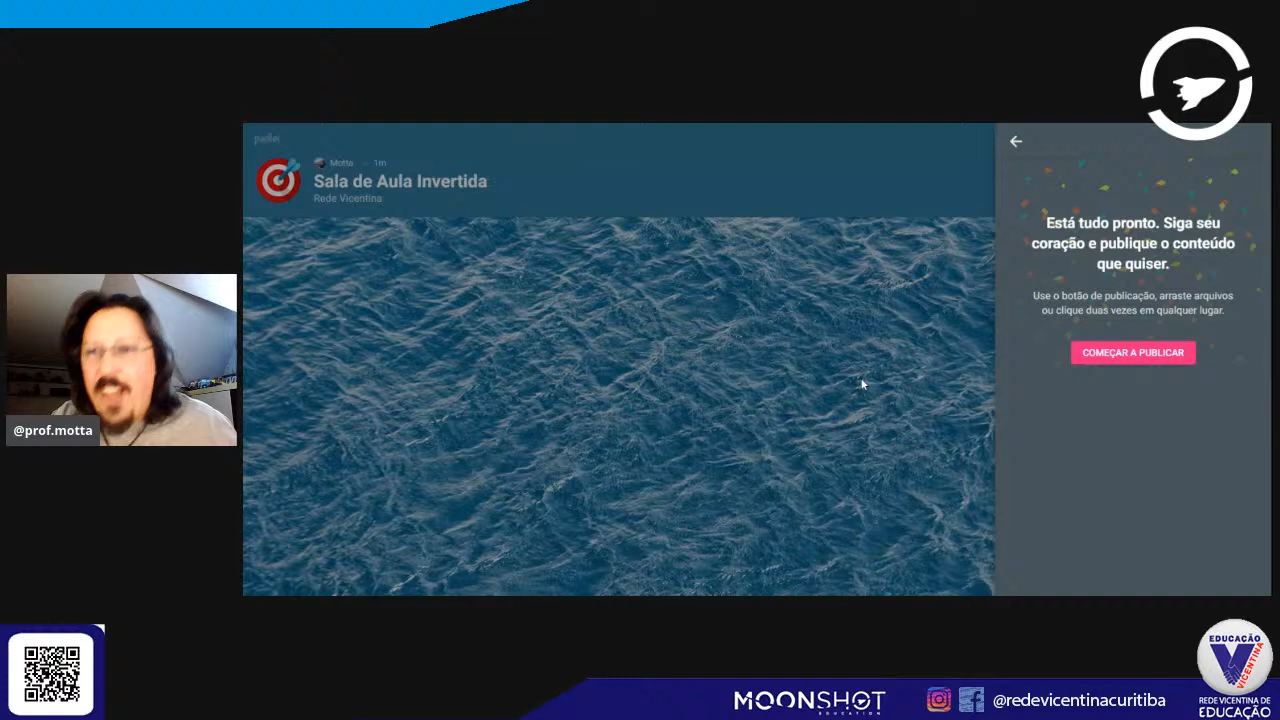 padlet
Motta
1m
Sala de Aula Invertida
Rede Vicentina
Está tudo pronto. Siga seu
coração e publique o conteúdo
que quiser.
Use o botão de publicação, arraste arquivos
ou clique duas vezes em qualquer lugar.
COMEÇAR A PUBLICAR
@prof.motta
MOONSHOT
EDUCATION
@redevicentinacuritiba
EDUCAÇÃO
V
VICENTINA
REDE VICENTINA DE
EDUCAÇÃO